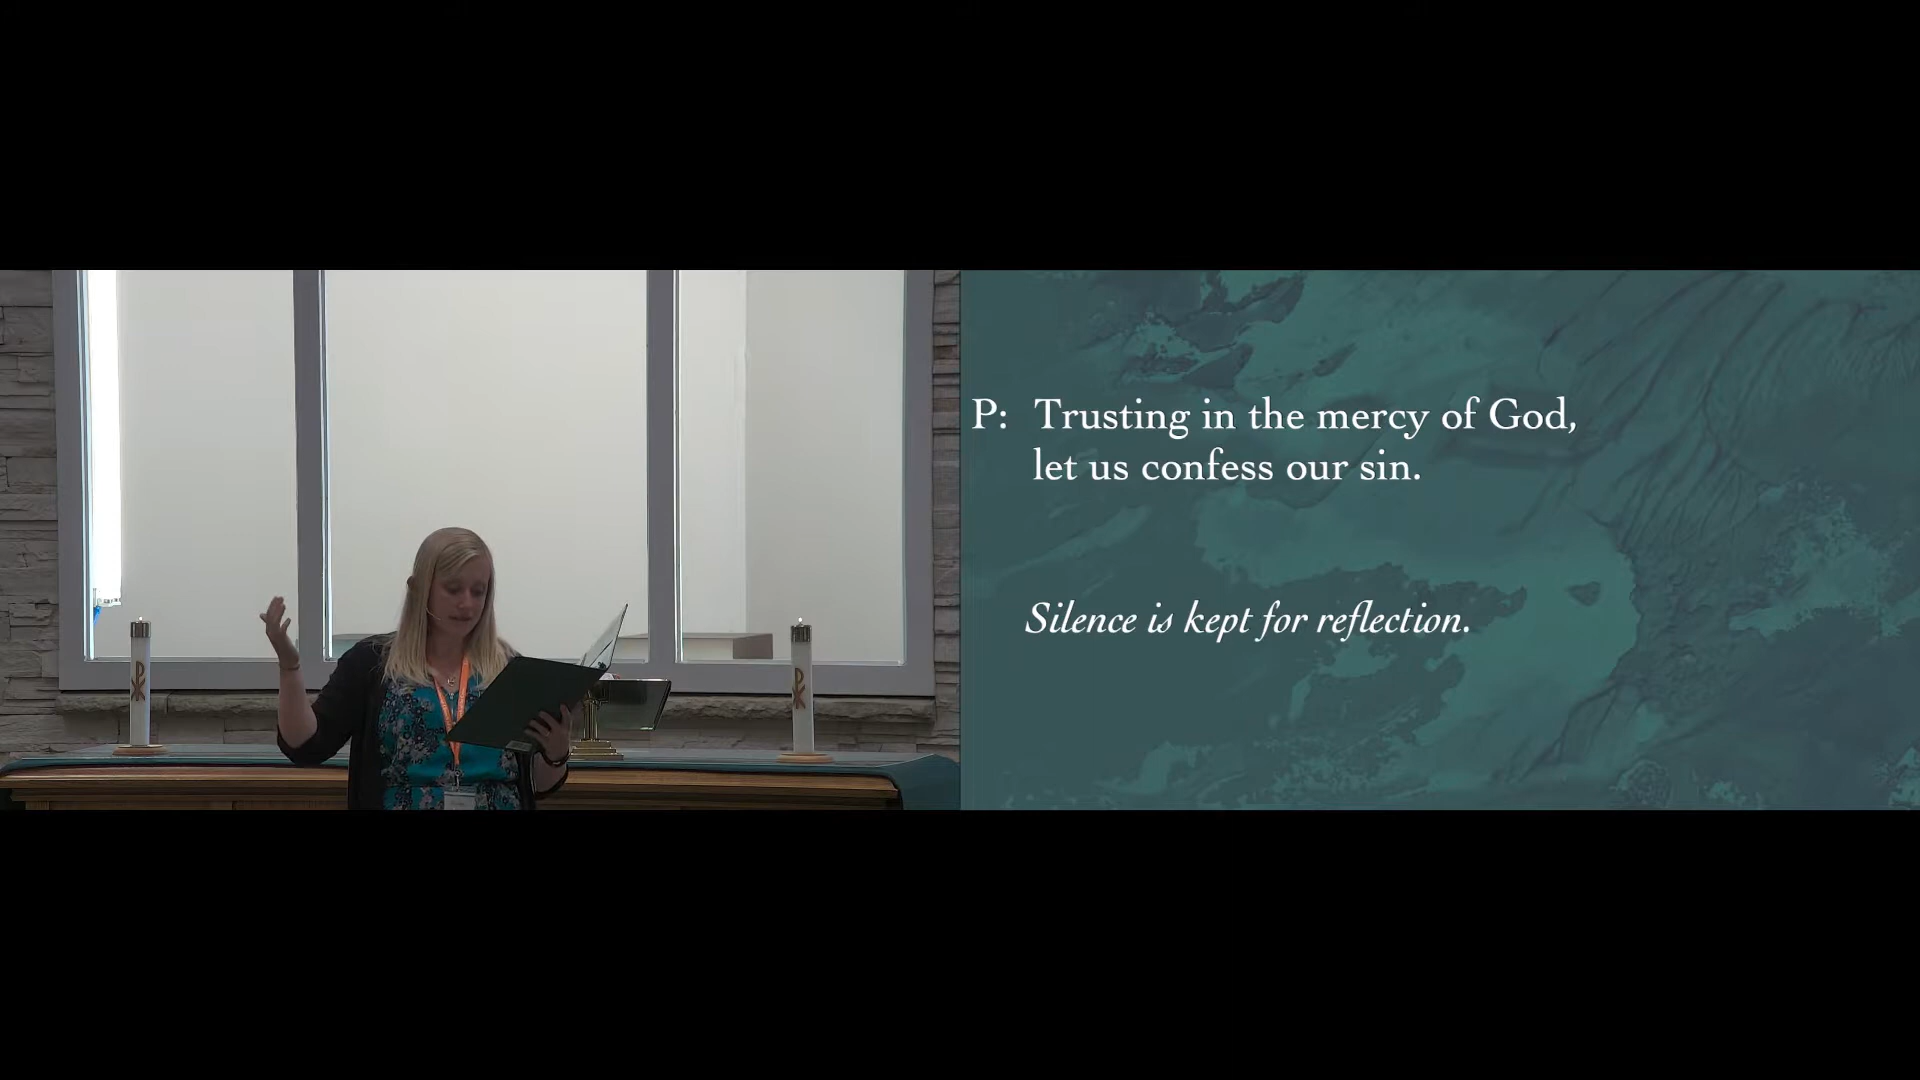 P: Trusting in the mercy of God,
let us confess our sin.
Silence is kept for reflection.